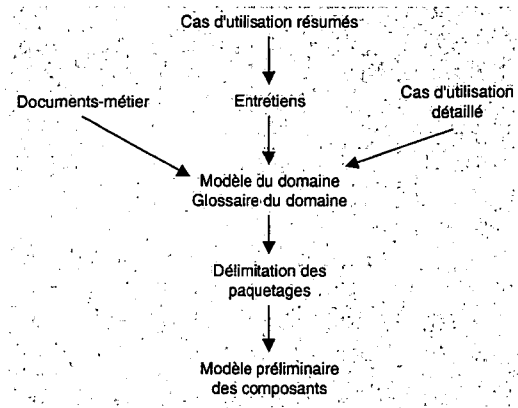 Cas d'utilisation résumés
Documents-métier
Entretiens
Cas d'utilisation
détaillé
Modèle du domaine
Glossaire du domaine
Délimitation des
paquetages
Modèle préliminaire
des composants